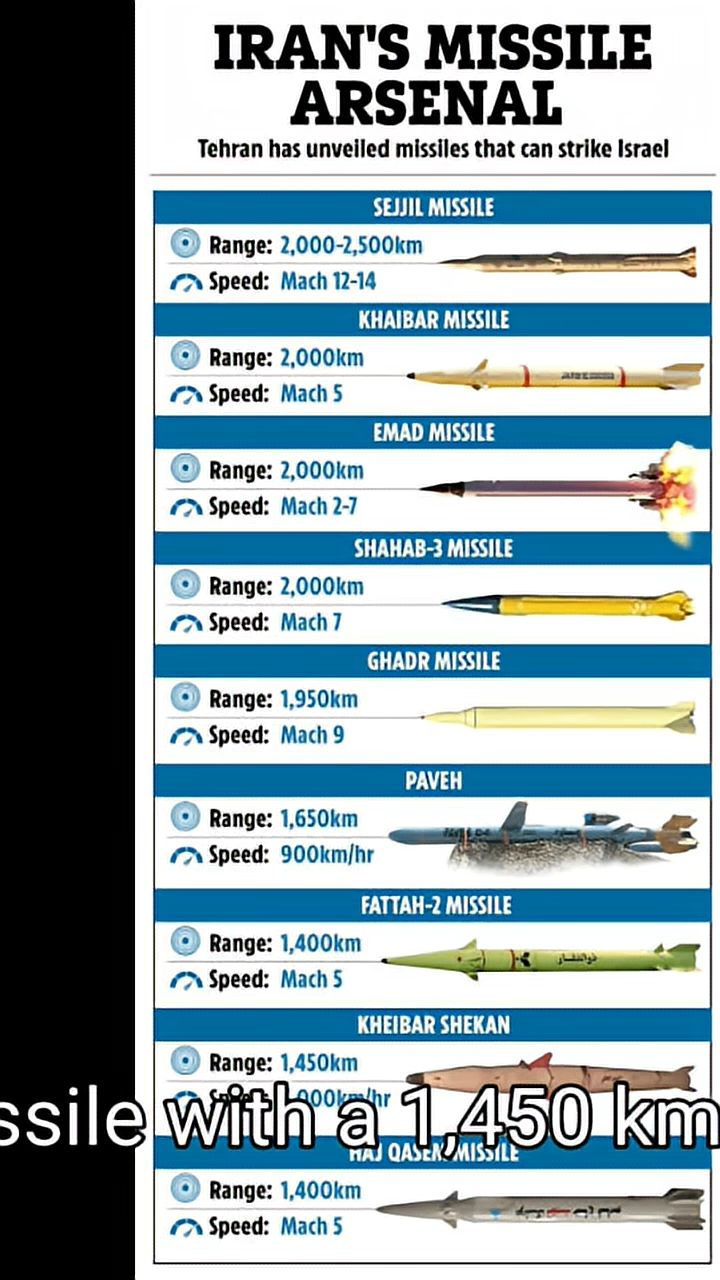 IRAN'S MISSILE
ARSENAL
Tehran has unveiled missiles that can strike Israel
SEJJIL MISSILE
Range: 2,000-2,500km
Speed: Mach 12-14
KHAIBAR MISSILE
Range: 2,000km
Speed: Mach 5
EMAD MISSILE
Range: 2,000km
Speed: Mach 2-7
SHAHAB-3 MISSILE
Range: 2,000km
Speed: Mach 7
GHADR MISSILE
Range: 1,950km
Speed: Mach 9
PAVEH
Range: 1,650km
Speed: 900km/hr
FATTAH-2 MISSILE
Range: 1,400km
Speed: Mach 5
ذوالفقار
KHEIBAR SHEKAN
Range: 1,450km
ssile with a 1,450 km
HAJ QASEM MISSILE
Range: 1,400km
Speed: Mach 5